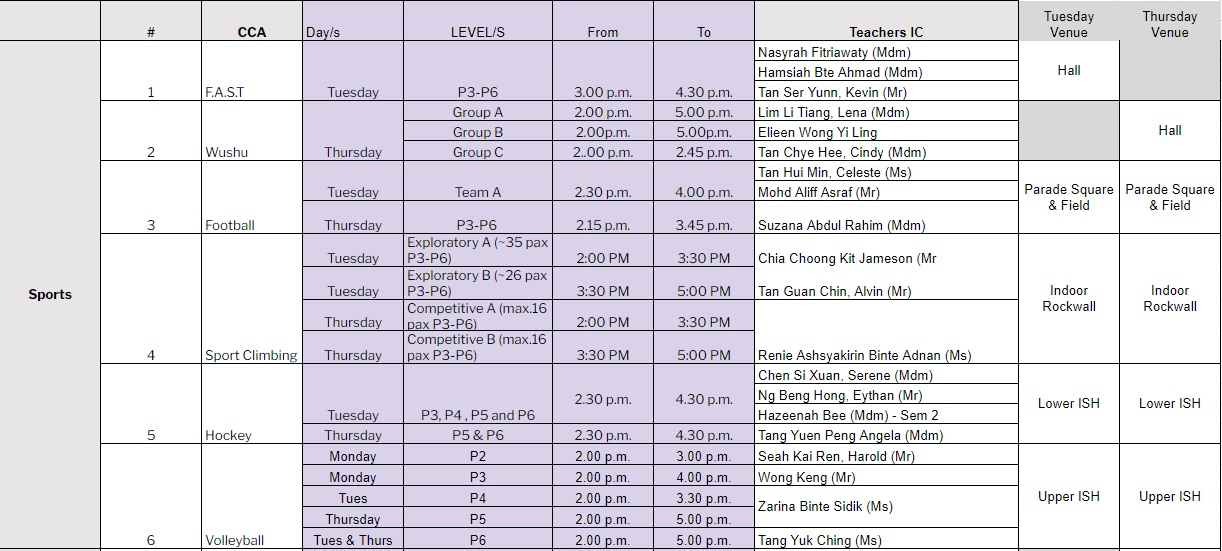 # CCA Day/s LEVEL/S From To Teachers IC Tuesday Venue Thursday Venue
Sports
1 F.A.S.T Tuesday P3-P6 3.00 p.m. 4.30 p.m. Nasyrah Fitriawaty (Mdm)
Hamsiah Bte Ahmad (Mdm)
Tan Ser Yunn, Kevin (Mr)
Hall
2 Wushu Thursday
Group A 2.00 p.m. 5.00 p.m. Lim Li Tiang, Lena (Mdm)
Group B 2.00p.m. 5.00p.m. Elieen Wong Yi Ling
Group C 2..00 p.m. 2.45 p.m. Tan Chye Hee, Cindy (Mdm)
Hall
3 Football
Tan Hui Min, Celeste (Ms)
Tuesday Team A 2.30 p.m. 4.00 p.m. Mohd Aliff Asraf (Mr)
Thursday P3-P6 2.15 p.m. 3.45 p.m. Suzana Abdul Rahim (Mdm)
Parade Square & Field
Parade Square & Field
4 Sport Climbing
Tuesday Exploratory A (~35 pax P3-P6) 2:00 PM 3:30 PM Chia Choong Kit Jameson (Mr
Tuesday Exploratory B (~26 pax P3-P6) 3:30 PM 5:00 PM Tan Guan Chin, Alvin (Mr)
Thursday Competitive A (max.16 pax P3-P6) 2:00 PM 3:30 PM
Thursday Competitive B (max.16 pax P3-P6) 3:30 PM 5:00 PM Renie Ashsyakirin Binte Adnan (Ms)
Indoor Rockwall
Indoor Rockwall
5 Hockey
Chen Si Xuan, Serene (Mdm)
2.30 p.m. 4.30 p.m. Ng Beng Hong, Eythan (Mr)
Tuesday P3, P4 , P5 and P6 Hazeenah Bee (Mdm) - Sem 2
Thursday P5 & P6 2.30 p.m. 4.30 p.m. Tang Yuen Peng Angela (Mdm)
Lower ISH
Lower ISH
6 Volleyball
Monday P2 2.00 p.m. 3.00 p.m. Seah Kai Ren, Harold (Mr)
Monday P3 2.00 p.m. 4.00 p.m. Wong Keng (Mr)
Tues P4 2.00 p.m. 3.30 p.m. Zarina Binte Sidik (Ms)
Thursday P5 2.00 p.m. 5.00 p.m.
Tues & Thurs P6 2.00 p.m. 5.00 p.m. Tang Yuk Ching (Ms)
Upper ISH
Upper ISH